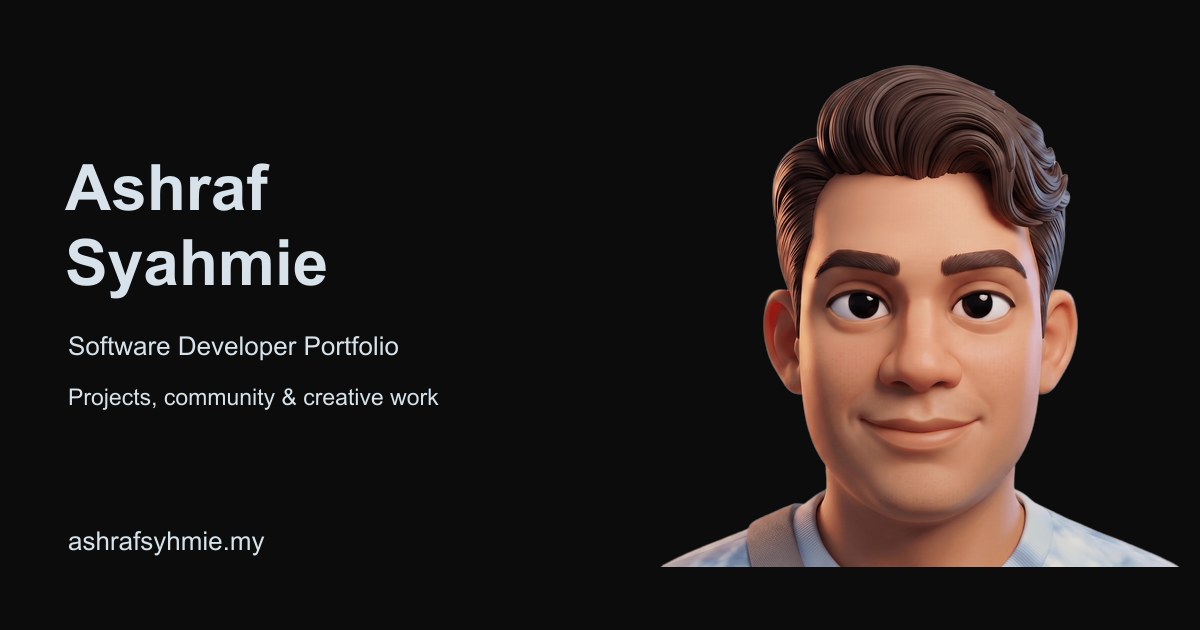 Ashraf
Syahmie
Software Developer Portfolio
Projects, community & creative work
ashrafsyhmie.my